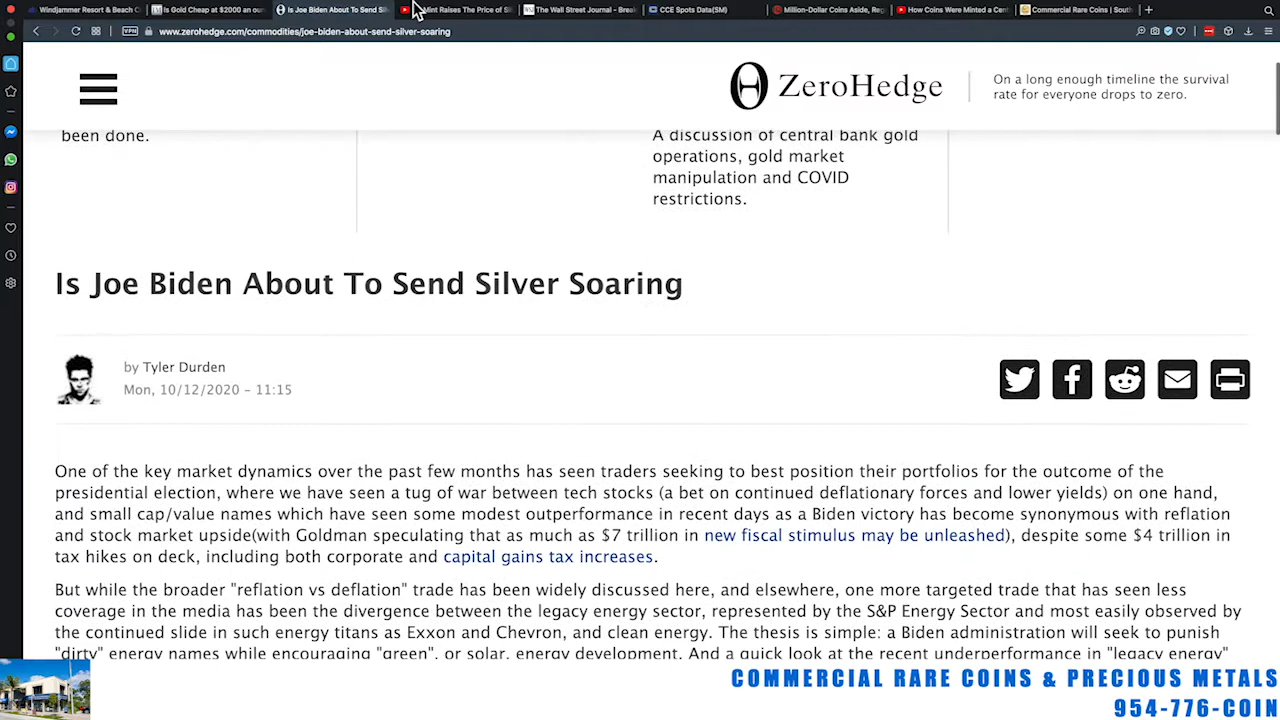 Windjammer Resort & Beach C
Is Gold Cheap at $2000 an oun
Is Joe Biden About To Send Sil
Mint Raises The Price of Si
The Wall Street Journal - Break
CCE Spots Data(SM)
Million-Dollar Coins Aside, Reg
How Coins Were Minted a Cent
Commercial Rare Coins | South
VPN
www.zerohedge.com/commodities/joe-biden-about-send-silver-soaring
ZeroHedge
On a long enough timeline the survival
rate for everyone drops to zero.
been done.
A discussion of central bank gold
operations, gold market
manipulation and COVID
restrictions.
Is Joe Biden About To Send Silver Soaring
by Tyler Durden
Mon, 10/12/2020 - 11:15
One of the key market dynamics over the past few months has seen traders seeking to best position their portfolios for the outcome of the
presidential election, where we have seen a tug of war between tech stocks (a bet on continued deflationary forces and lower yields) on one hand,
and small cap/value names which have seen some modest outperformance in recent days as a Biden victory has become synonymous with reflation
and stock market upside(with Goldman speculating that as much as $7 trillion in new fiscal stimulus may be unleashed), despite some $4 trillion in
tax hikes on deck, including both corporate and capital gains tax increases.
But while the broader "reflation vs deflation" trade has been widely discussed here, and elsewhere, one more targeted trade that has seen less
coverage in the media has been the divergence between the legacy energy sector, represented by the S&P Energy Sector and most easily observed by
the continued slide in such energy titans as Exxon and Chevron, and clean energy. The thesis is simple: a Biden administration will seek to punish
"dirty" energy names while encouraging "green", or solar, energy development. And a quick look at the recent underperformance in "legacy energy"
COMMERCIAL RARE COINS & PRECIOUS METALS
954-776-COIN